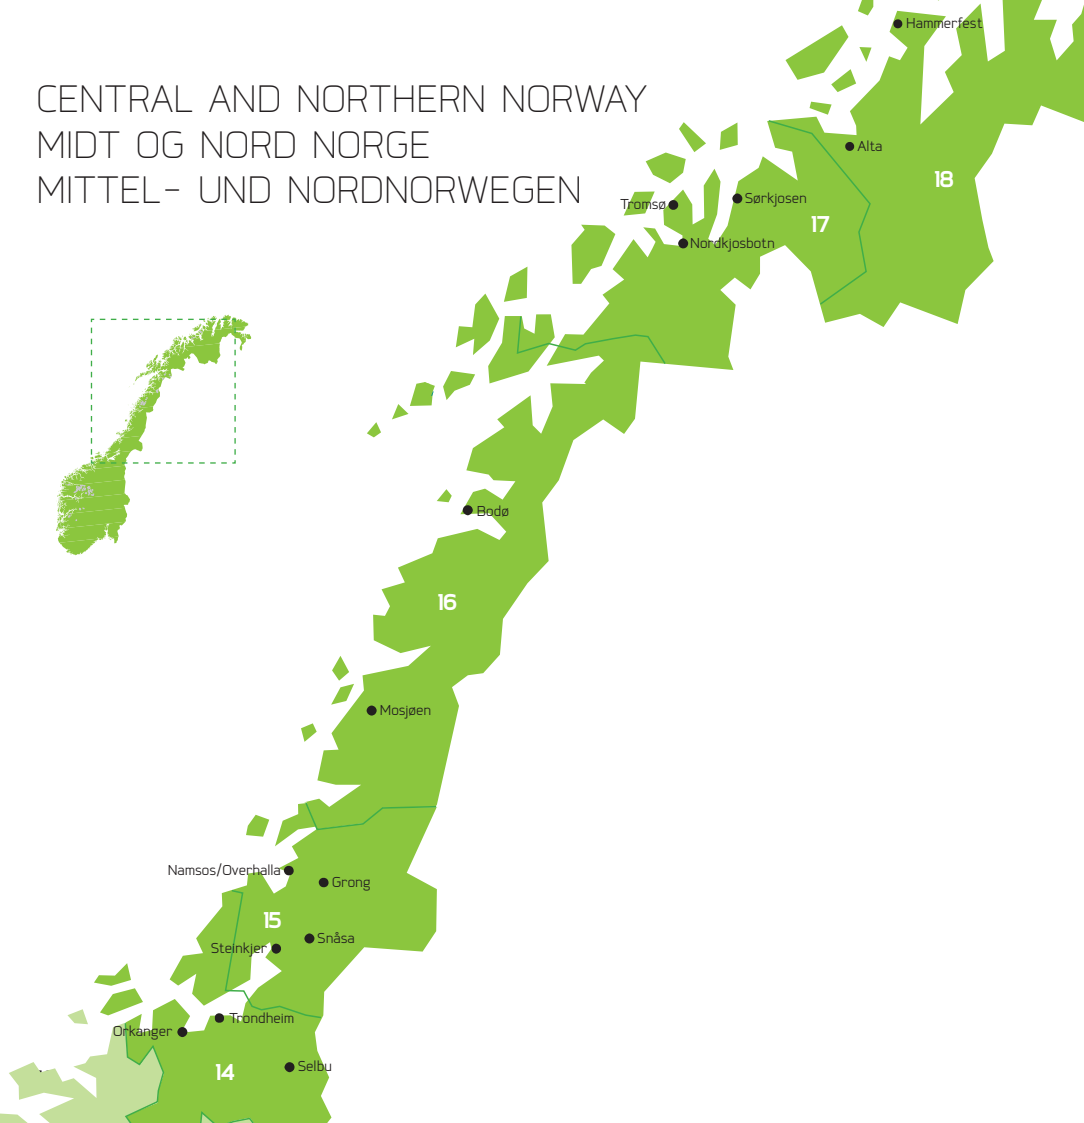 Hammerfest
CENTRAL AND NORTHERN NORWAY
MIDT OG NORD NORGE
MITTEL- UND NORDNORWEGEN
Alta
18
Tromsø
Sørkjosen
17
Nordkjosbotn
Bodø
16
Mosjøen
Namsos/Overhalla
Grong
15
Snåsa
Steinkjer
Trondheim
Orkanger
14
Selbu